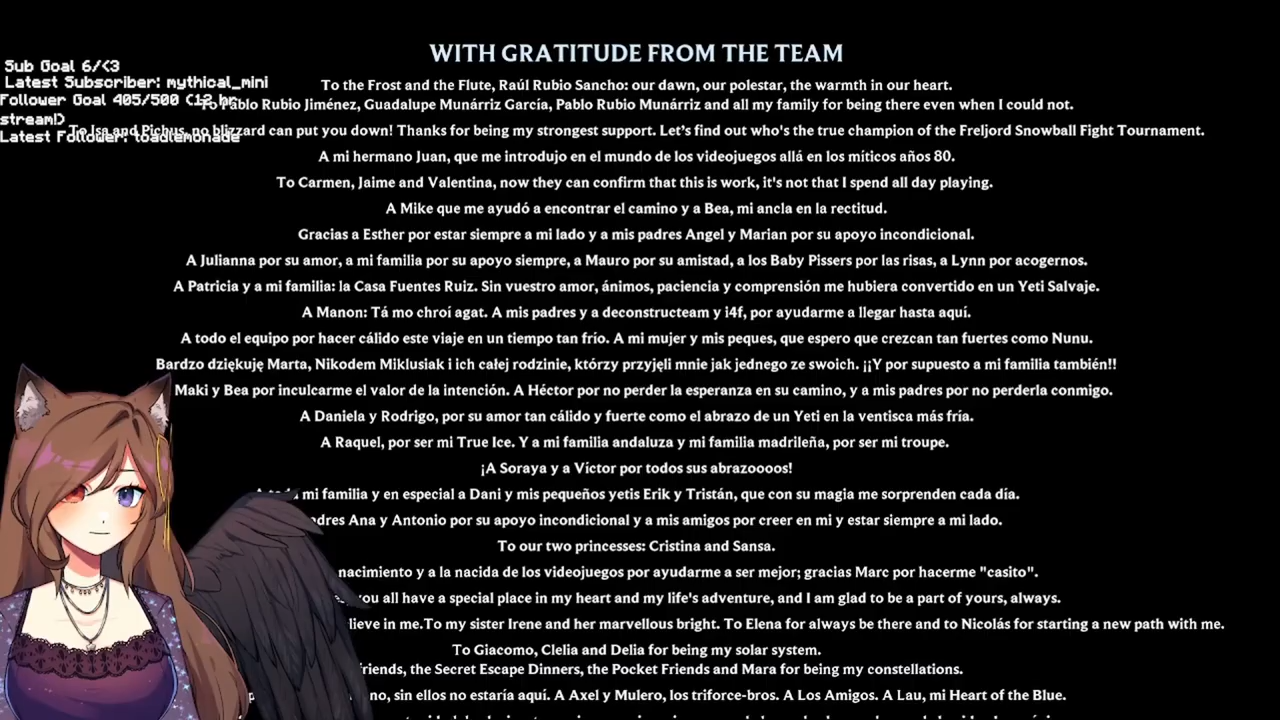 WITH GRATITUDE FROM THE TEAM
Sub Goal 6/<3
Latest Subscriber: mythical_mini
Follower Goal 405/500 (12 hr
stream!)
Latest Follower: toadlemonade
To the Frost and the Flute, Raúl Rubio Sancho: our dawn, our polestar, the warmth in our heart.
To Pablo Rubio Jiménez, Guadalupe Munárriz García, Pablo Rubio Munárriz and all my family for being there even when I could not.
To Isa and Pichus, no blizzard can put you down! Thanks for being my strongest support. Let's find out who's the true champion of the Freljord Snowball Fight Tournament.
A mi hermano Juan, que me introdujo en el mundo de los videojuegos allá en los míticos años 80.
To Carmen, Jaime and Valentina, now they can confirm that this is work, it's not that I spend all day playing.
A Mike que me ayudó a encontrar el camino y a Bea, mi ancla en la rectitud.
Gracias a Esther por estar siempre a mi lado y a mis padres Angel y Marian por su apoyo incondicional.
A Julianna por su amor, a mi familia por su apoyo siempre, a Mauro por su amistad, a los Baby Pissers por las risas, a Lynn por acogernos.
A Patricia y a mi familia: la Casa Fuentes Ruiz. Sin vuestro amor, ánimos, paciencia y comprensión me hubiera convertido en un Yeti Salvaje.
A Manon: Tá mo chroí agat. A mis padres y a deconstructeam y i4f, por ayudarme a llegar hasta aquí.
A todo el equipo por hacer cálido este viaje en un tiempo tan frío. A mi mujer y mis peques, que espero que crezcan tan fuertes como Nunu.
Bardzo dziękuję Marta, Nikodem Miklusiak i ich całej rodzinie, którzy przyjęli mnie jak jednego ze swoich. ¡¡Y por supuesto a mi familia también!!
Maki y Bea por inculcarme el valor de la intención. A Héctor por no perder la esperanza en su camino, y a mis padres por no perderla conmigo.
A Daniela y Rodrigo, por su amor tan cálido y fuerte como el abrazo de un Yeti en la ventisca más fría.
A Raquel, por ser mi True Ice. Y a mi familia andaluza y mi familia madrileña, por ser mi troupe.
¡A Soraya y a Víctor por todos sus abrazoooos!
A toda mi familia y en especial a Dani y mis pequeños yetis Erik y Tristán, que con su magia me sorprenden cada día.
padres Ana y Antonio por su apoyo incondicional y a mis amigos por creer en mi y estar siempre a mi lado.
To our two princesses: Cristina and Sansa.
nacimiento y a la nacida de los videojuegos por ayudarme a ser mejor; gracias Marc por hacerme "casito".
you all have a special place in my heart and my life's adventure, and I am glad to be a part of yours, always.
in me.To my sister Irene and her marvellous bright. To Elena for always be there and to Nicolás for starting a new path with me.
To Giacomo, Clelia and Delia for being my solar system.
friends, the Secret Escape Dinners, the Pocket Friends and Mara for being my constellations.
sin ellos no estaría aquí. A Axel y Mulero, los triforce-bros. A Los Amigos. A Lau, mi Heart of the Blue.